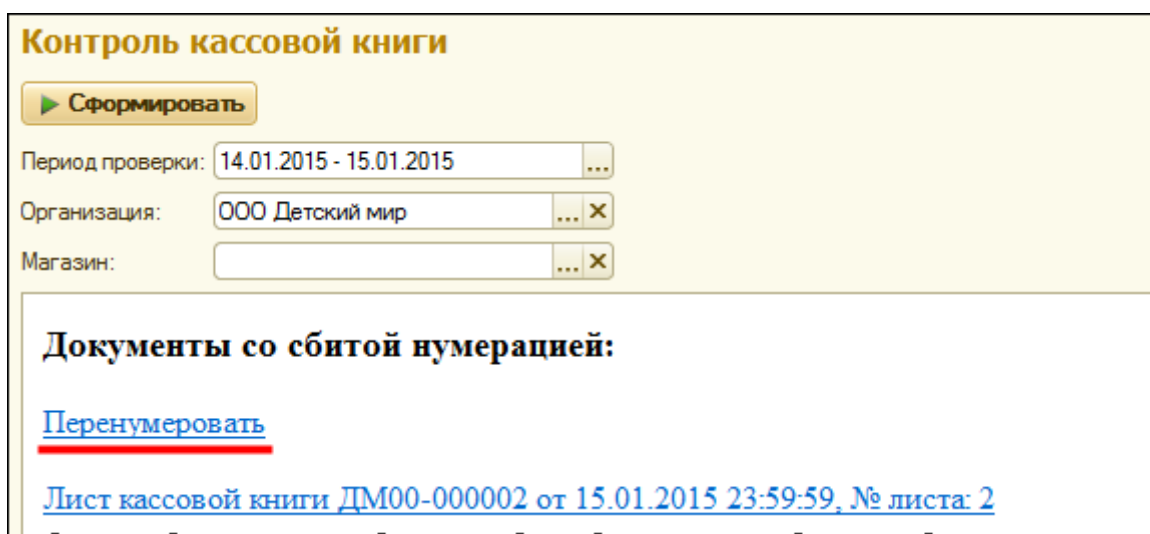 Контроль кассовой книги
Сформировать
Период проверки: 14.01.2015 - 15.01.2015 ...
Организация: ООО Детский мир ... ×
Магазин: ... ×
Документы со сбитой нумерацией:
Перенумеровать
Лист кассовой книги ДМ00-000002 от 15.01.2015 23:59:59, № листа: 2